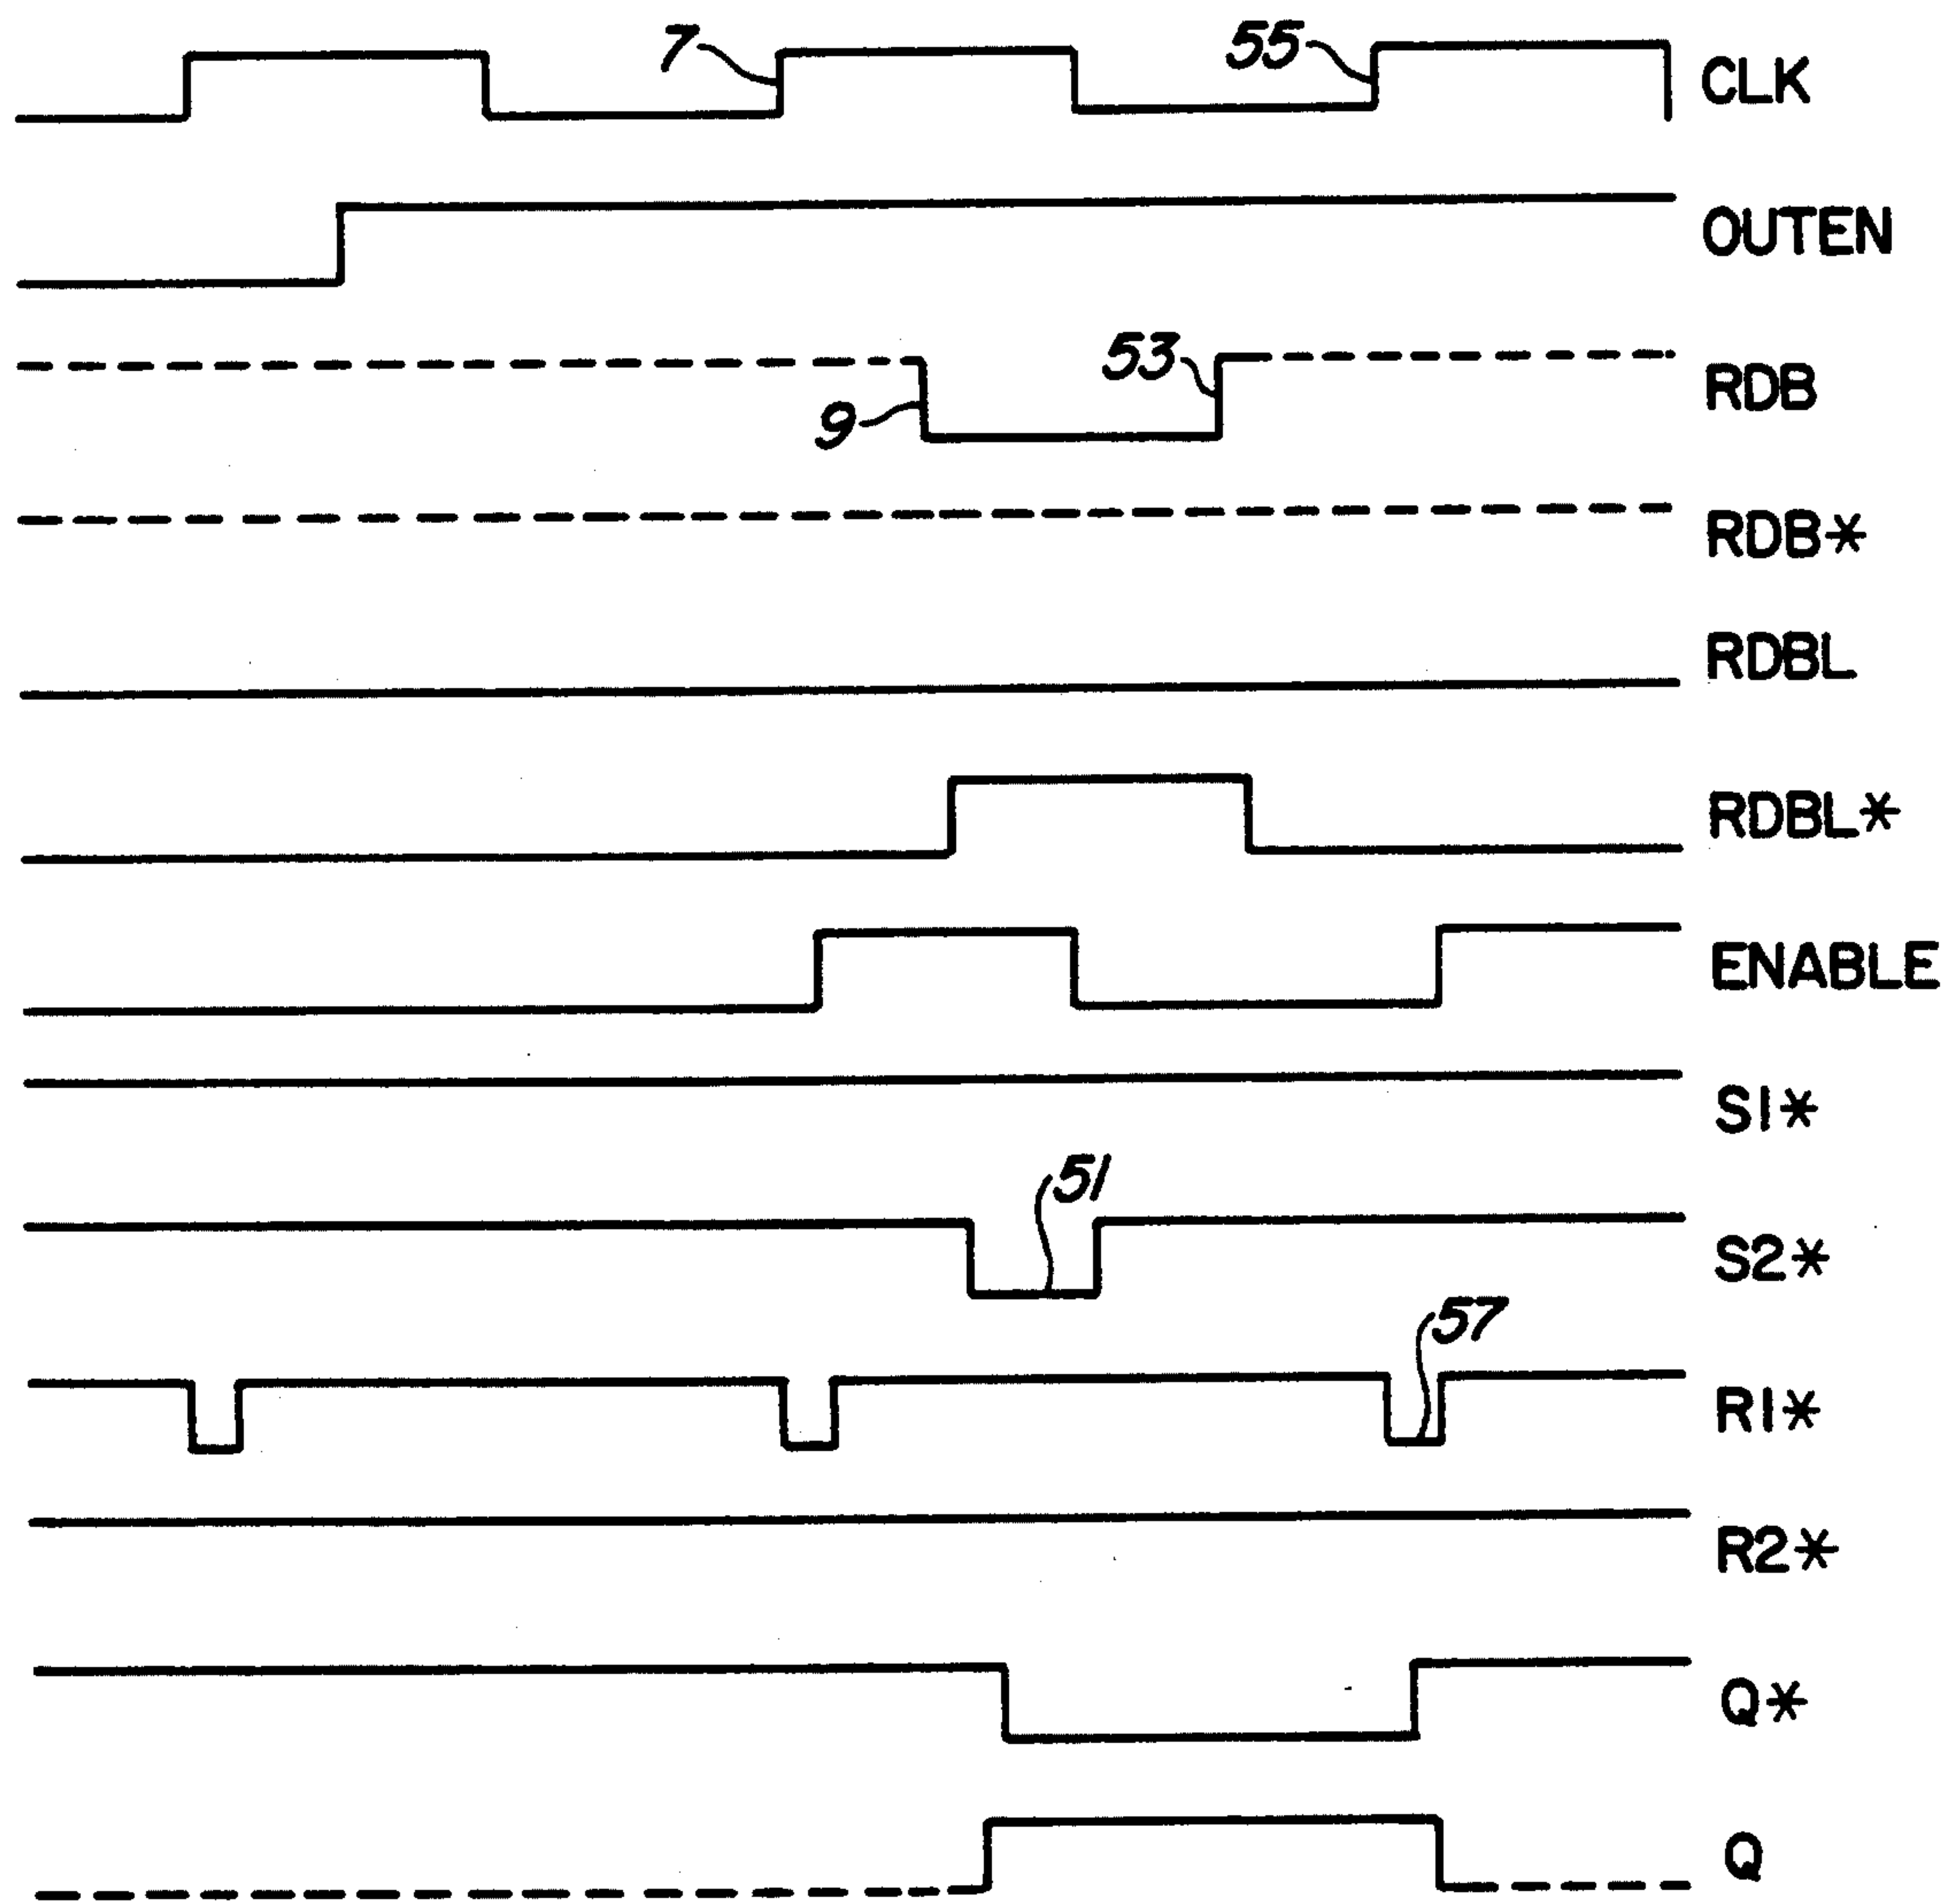 7
55
CLK
OUTEN
53
RDB
9
RDB*
RDBL
RDBL*
ENABLE
S1*
51
S2*
57
R1*
R2*
Q*
Q